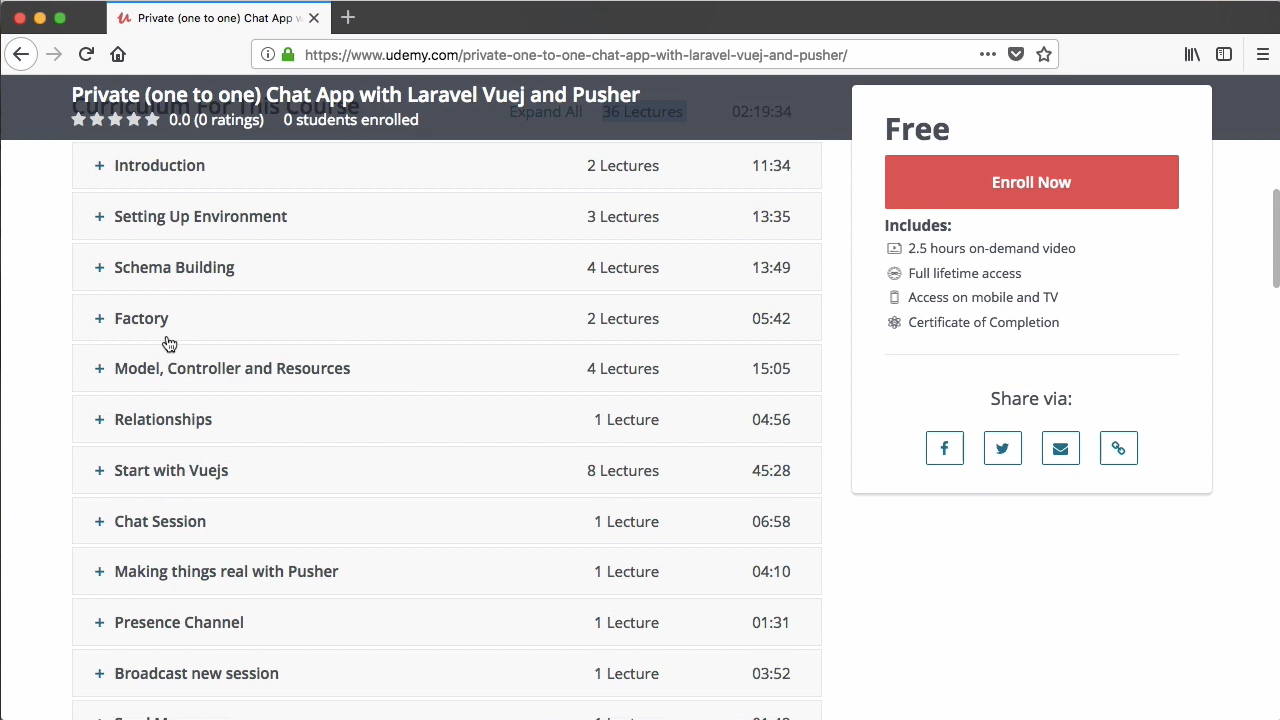 Private (one to one) Chat App w
https://www.udemy.com/private-one-to-one-chat-app-with-laravel-vuej-and-pusher/
Private (one to one) Chat App with Laravel Vuej and Pusher
Curriculum For This Course Expand All 36 Lectures 02:19:34
0.0 (0 ratings) 0 students enrolled
+ Introduction 2 Lectures 11:34
+ Setting Up Environment 3 Lectures 13:35
+ Schema Building 4 Lectures 13:49
+ Factory 2 Lectures 05:42
+ Model, Controller and Resources 4 Lectures 15:05
+ Relationships 1 Lecture 04:56
+ Start with Vuejs 8 Lectures 45:28
+ Chat Session 1 Lecture 06:58
+ Making things real with Pusher 1 Lecture 04:10
+ Presence Channel 1 Lecture 01:31
+ Broadcast new session 1 Lecture 03:52
Free
Enroll Now
Includes:
2.5 hours on-demand video
Full lifetime access
Access on mobile and TV
Certificate of Completion
Share via: